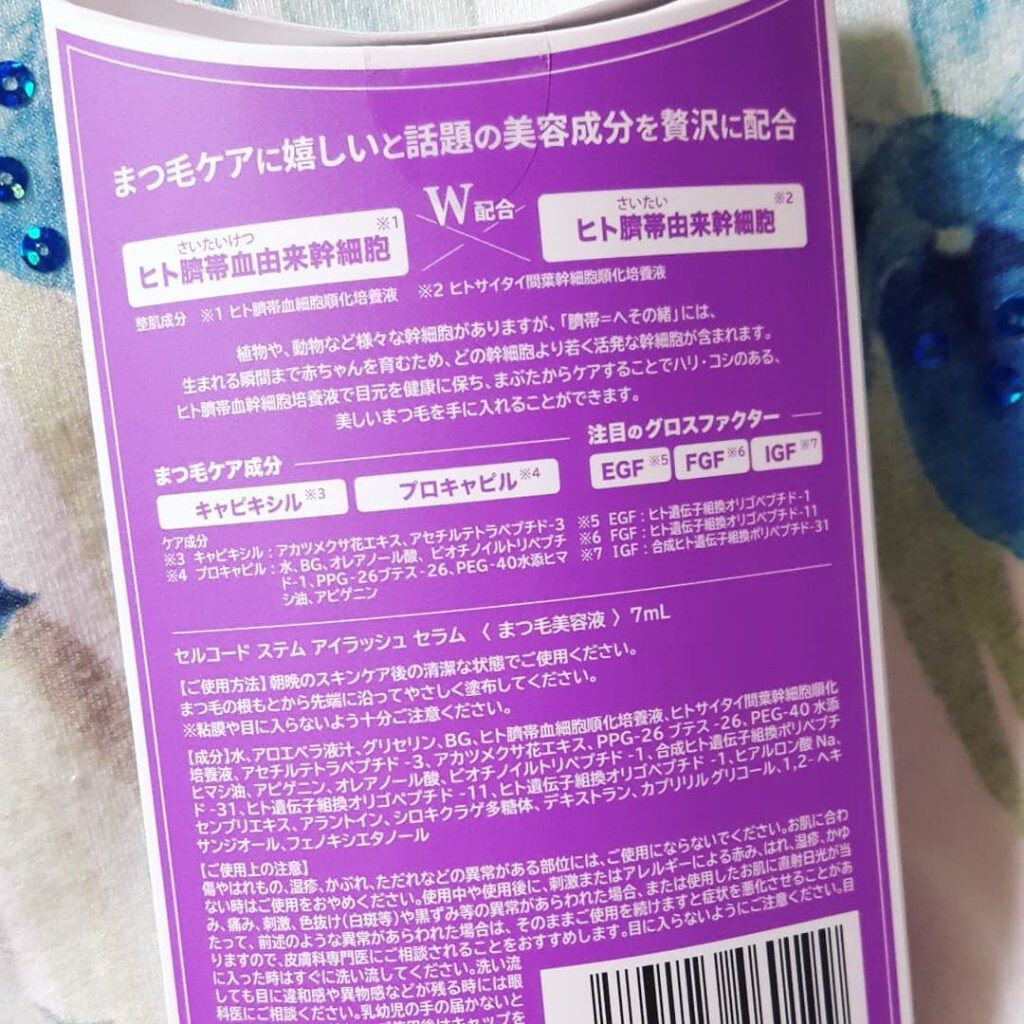 まつ毛ケアに嬉しいと話題の美容成分を贅沢に配合
さいたいけつ
ヒト臍帯血由来幹細胞※1
W配合
さいたい
ヒト臍帯由来幹細胞※2
整肌成分 ※1 ヒト臍帯血細胞順化培養液 ※2 ヒトサイタイ間葉幹細胞順化培養液
植物や、動物など様々な幹細胞がありますが、「臍帯=へその緒」には、
生まれる瞬間まで赤ちゃんを育むため、どの幹細胞より若く活発な幹細胞が含まれます。
ヒト臍帯血幹細胞培養液で目元を健康に保ち、まぶたからケアすることでハリ・コシのある、
美しいまつ毛を手に入れることができます。
まつ毛ケア成分
キャピキシル※3
プロキャピル※4
ケア成分
※3 キャピキシル:アカツメクサ花エキス、アセチルテトラペプチド-3
※4 プロキャピル:水、BG、オレアノール酸、ビオチノイルトリペプチ
ド-1、PPG-26ブテス-26、PEG-40水添ヒマ
シ油、アピゲニン
注目のグロスファクター
EGF※5
FGF※6
IGF※7
※5 EGF:ヒト遺伝子組換オリゴペプチド-1
※6 FGF:ヒト遺伝子組換オリゴペプチド-11
※7 IGF:合成ヒト遺伝子組換ポリペプチド-31
セルコード ステム アイラッシュ セラム 〈 まつ毛美容液 〉 7mL
【ご使用方法】朝晩のスキンケア後の清潔な状態でご使用ください。
まつ毛の根もとから先端に沿ってやさしく塗布してください。
※粘膜や目に入らないよう十分ご注意ください。
【成分】水、アロエベラ液汁、グリセリン、BG、ヒト臍帯血細胞順化培養液、ヒトサイタイ間葉幹細胞順化
培養液、アセチルテトラペプチド-3、アカツメクサ花エキス、PPG-26ブテス-26、PEG-40水添
ヒマシ油、アピゲニン、オレアノール酸、ビオチノイルトリペプチド-1、合成ヒト遺伝子組換ポリペプチ
ド-31、ヒト遺伝子組換オリゴペプチド-11、ヒト遺伝子組換オリゴペプチド-1、ヒアルロン酸Na、
センブリエキス、アラントイン、シロキクラゲ多糖体、デキストラン、カプリリルグリコール、1,2-ヘキ
サンジオール、フェノキシエタノール
【ご使用上の注意】
傷やはれもの、湿疹、かぶれ、ただれなどの異常がある部位には、ご使用にならないでください。お肌に合わ
ない時はご使用をおやめください。使用中や使用後に、刺激またはアレルギーによる赤み、はれ、湿疹、かゆ
み、痛み、刺激、色抜け(白斑等)や黒ずみ等の異常があらわれた場合、または使用したお肌に直射日光が当
たって、前述のような異常があらわれた場合は、そのままご使用を続けますと症状を悪化させることがあ
りますので、皮膚科専門医にご相談されることをおすすめします。目に入らないようにご注意ください。目
に入った時はすぐに洗い流してください。洗い流
しても目に違和感や異物感などが残る時には眼
科医にご相談ください。乳幼児の手の届かないと